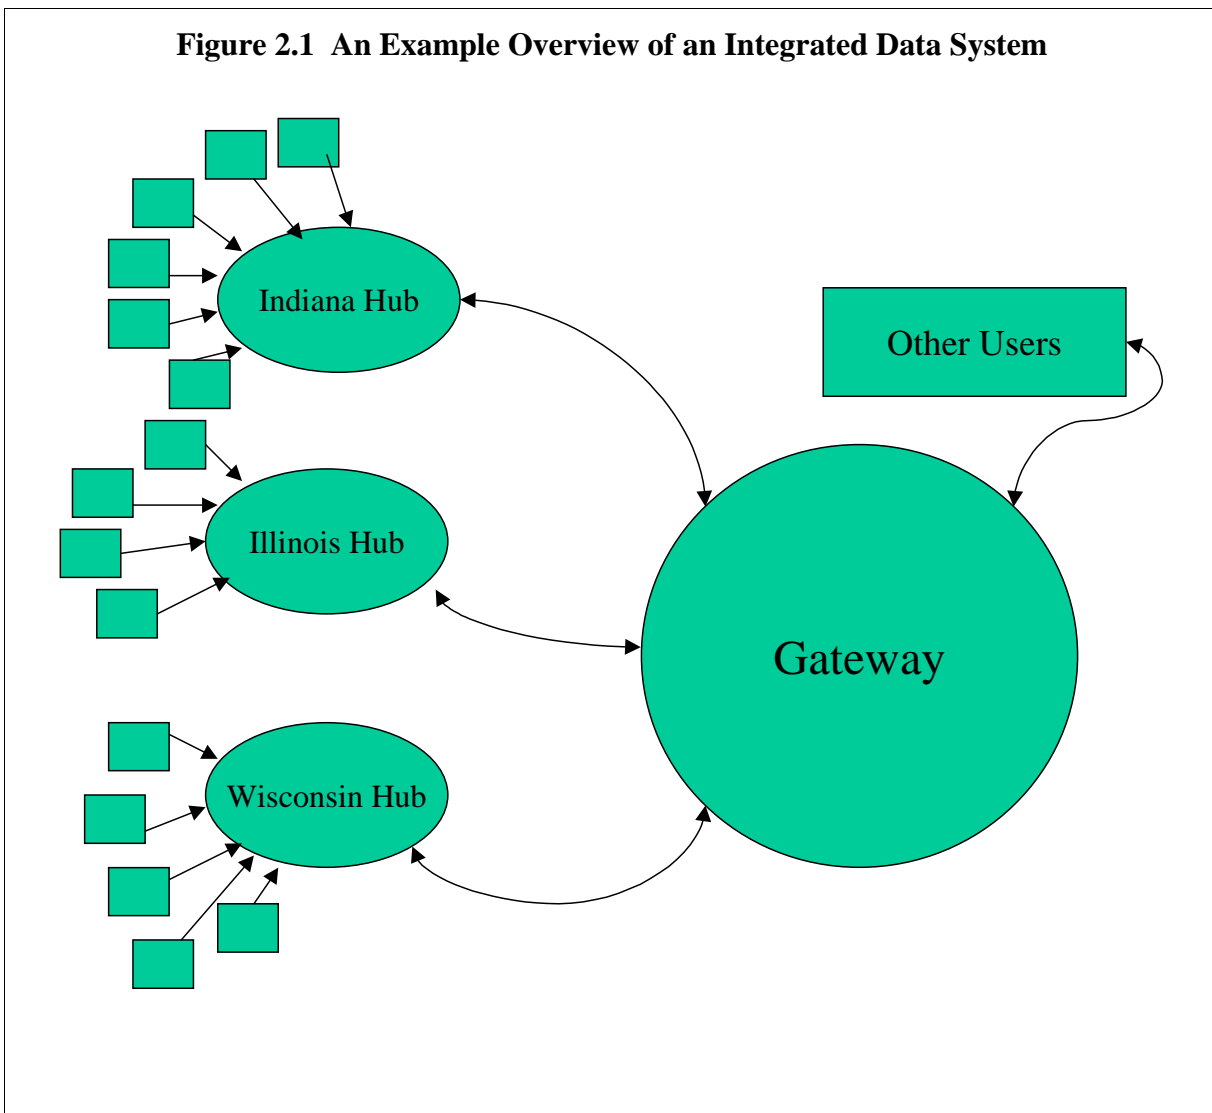 Figure 2.1  An Example Overview of an Integrated Data System
Indiana Hub
Other Users
Illinois Hub
Gateway
Wisconsin Hub